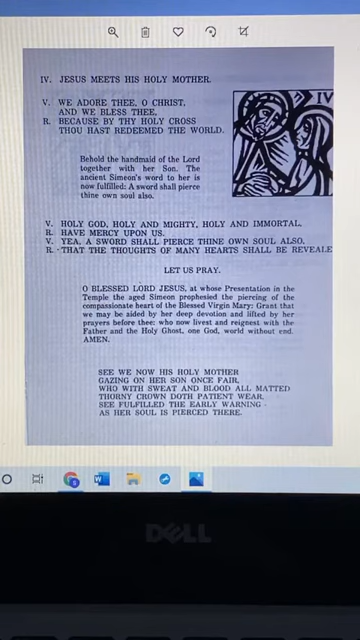 IV. JESUS MEETS HIS HOLY MOTHER.
IV
V. WE ADORE THEE, O CHRIST,
AND WE BLESS THEE,
R. BECAUSE BY THY HOLY CROSS
THOU HAST REDEEMED THE WORLD.
Behold the handmaid of the Lord
together with her Son. The
ancient Simeon's word to her is
now fulfilled: A sword shall pierce
thine own soul also.
V. HOLY GOD, HOLY AND MIGHTY, HOLY AND IMMORTAL,
R. HAVE MERCY UPON US.
V. YEA, A SWORD SHALL PIERCE THINE OWN SOUL ALSO.
R. THAT THE THOUGHTS OF MANY HEARTS SHALL BE REVEALE
LET US PRAY.
O BLESSED LORD JESUS, at whose Presentation in the
Temple the aged Simeon prophesied the piercing of the
compassionate heart of the Blessed Virgin Mary: Grant that
we may be aided by her deep devotion and lifted by her
prayers before thee: who now livest and reignest with the
Father and the Holy Ghost, one God, world without end.
AMEN.
SEE WE NOW HIS HOLY MOTHER
GAZING ON HER SON ONCE FAIR,
WHO WITH SWEAT AND BLOOD ALL MATTED
THORNY CROWN DOTH PATIENT WEAR.
SEE FULFILLED THE EARLY WARNING -
AS HER SOUL IS PIERCED THERE.
DELL